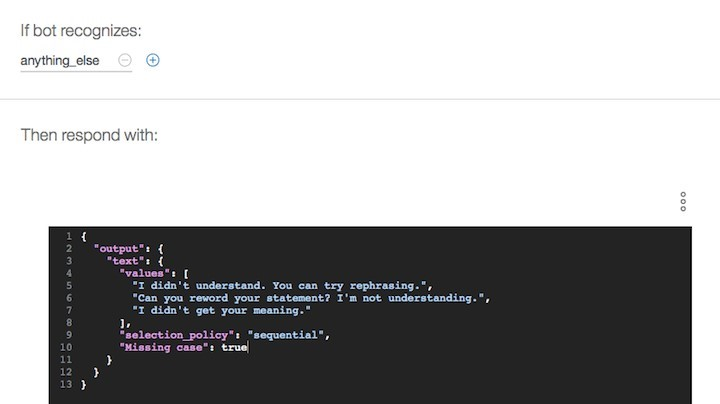 If bot recognizes:
anything_else
Then respond with:
1 {
2 "output": {
3 "text": {
4 "values": [
5 "I didn't understand. You can try rephrasing.",
6 "Can you reword your statement? I'm not understanding.",
7 "I didn't get your meaning."
8 ],
9 "selection_policy": "sequential",
10 "Missing case": true
11 }
12 }
13 }